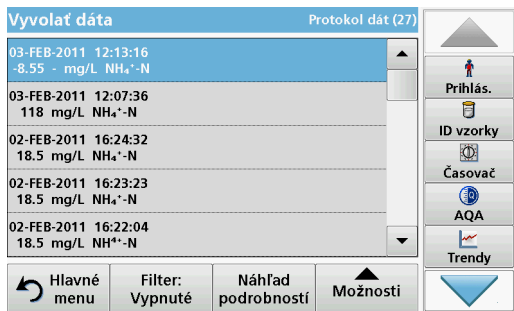 Vyvolať dáta
Protokol dát (27)
03-FEB-2011 12:13:16
-8.55 - mg/L NH₄⁺-N
03-FEB-2011 12:07:36
118 mg/L NH₄⁺-N
02-FEB-2011 16:24:32
18.5 mg/L NH₄⁺-N
02-FEB-2011 16:23:23
18.5 mg/L NH₄⁺-N
02-FEB-2011 16:22:04
18.5 mg/L NH⁴⁺-N
Prihlás.
ID vzorky
Časovač
AQA
Trendy
Hlavné
menu
Filter:
Vypnuté
Náhľad
podrobností
Možnosti